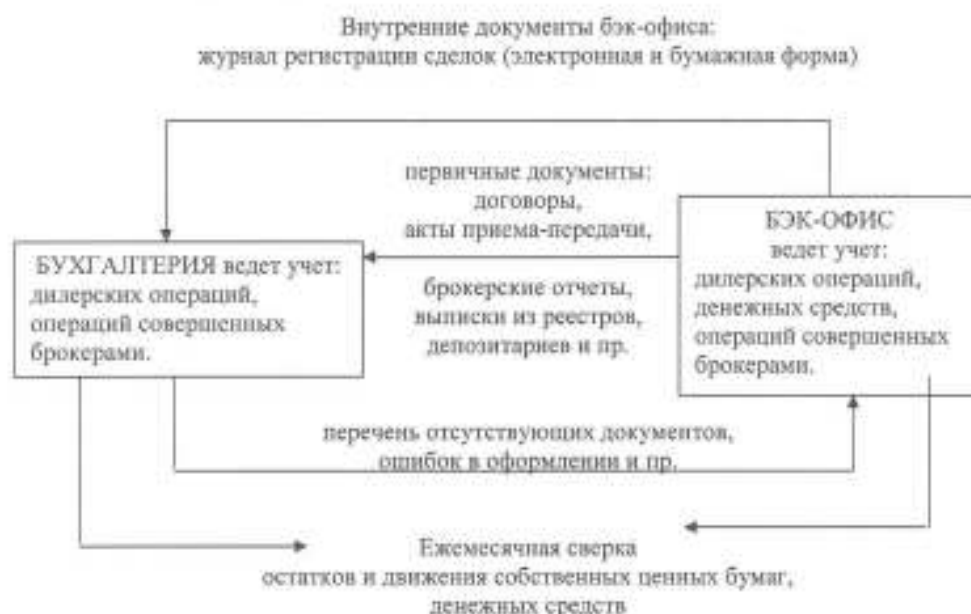 Внутренние документы бэк-офиса:
журнал регистрации сделок (электронная и бумажная форма)
первичные документы:
договоры,
акты приема-передачи,
БЭК-ОФИС
ведет учет:
дилерских операций,
денежных средств,
операций совершенных
брокерами.
БУХГАЛТЕРИЯ ведет учет:
дилерских операций,
операций совершенных
брокерами.
брокерские отчеты,
выписки из реестров,
депозитариев и пр.
перечень отсутствующих документов,
ошибок в оформлении и пр.
Ежемесячная сверка
остатков и движения собственных ценных бумаг,
денежных средств